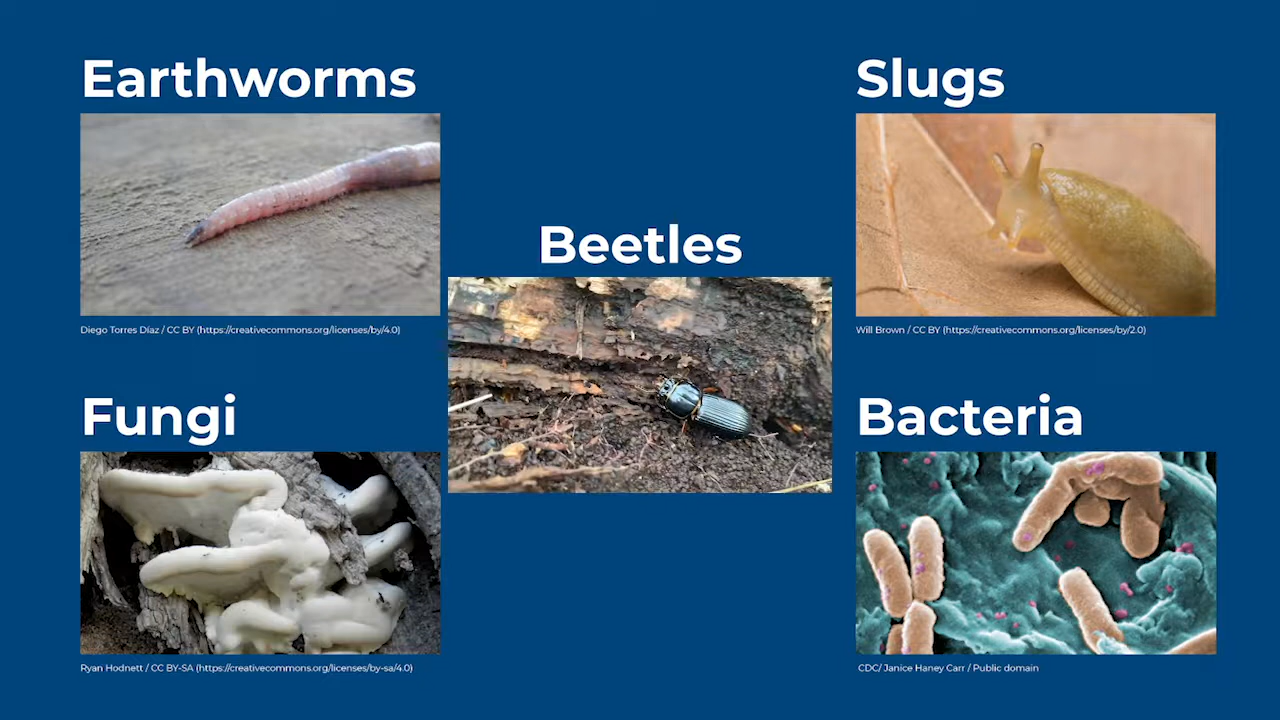 Earthworms
Diego Torres Díaz / CC BY (https://creativecommons.org/licenses/by/4.0)
Slugs
Will Brown / CC BY (https://creativecommons.org/licenses/by/2.0)
Beetles
Fungi
Ryan Hodnett / CC BY-SA (https://creativecommons.org/licenses/by-sa/4.0)
Bacteria
CDC/ Janice Haney Carr / Public domain